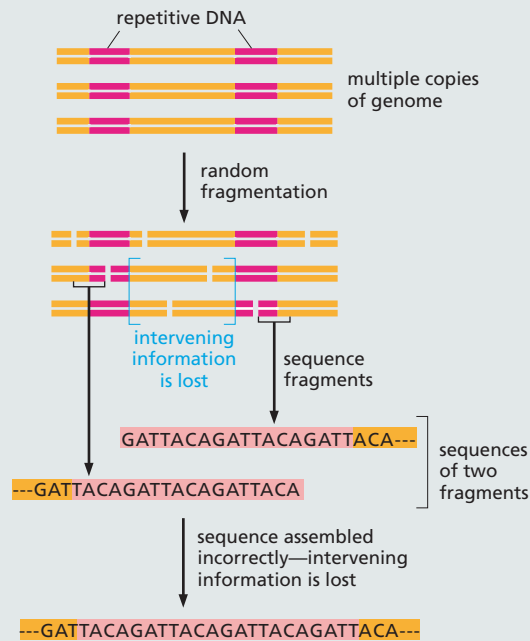 repetitive DNA
multiple copies
of genome
random
fragmentation
intervening
information
is lost
sequence
fragments
GATTACAGATTACAGATTACA---
sequences
of two
fragments
---GATTACAGATTACAGATTACA
sequence assembled
incorrectly—intervening
information is lost
---GATTACAGATTACAGATTACAGATTACA---